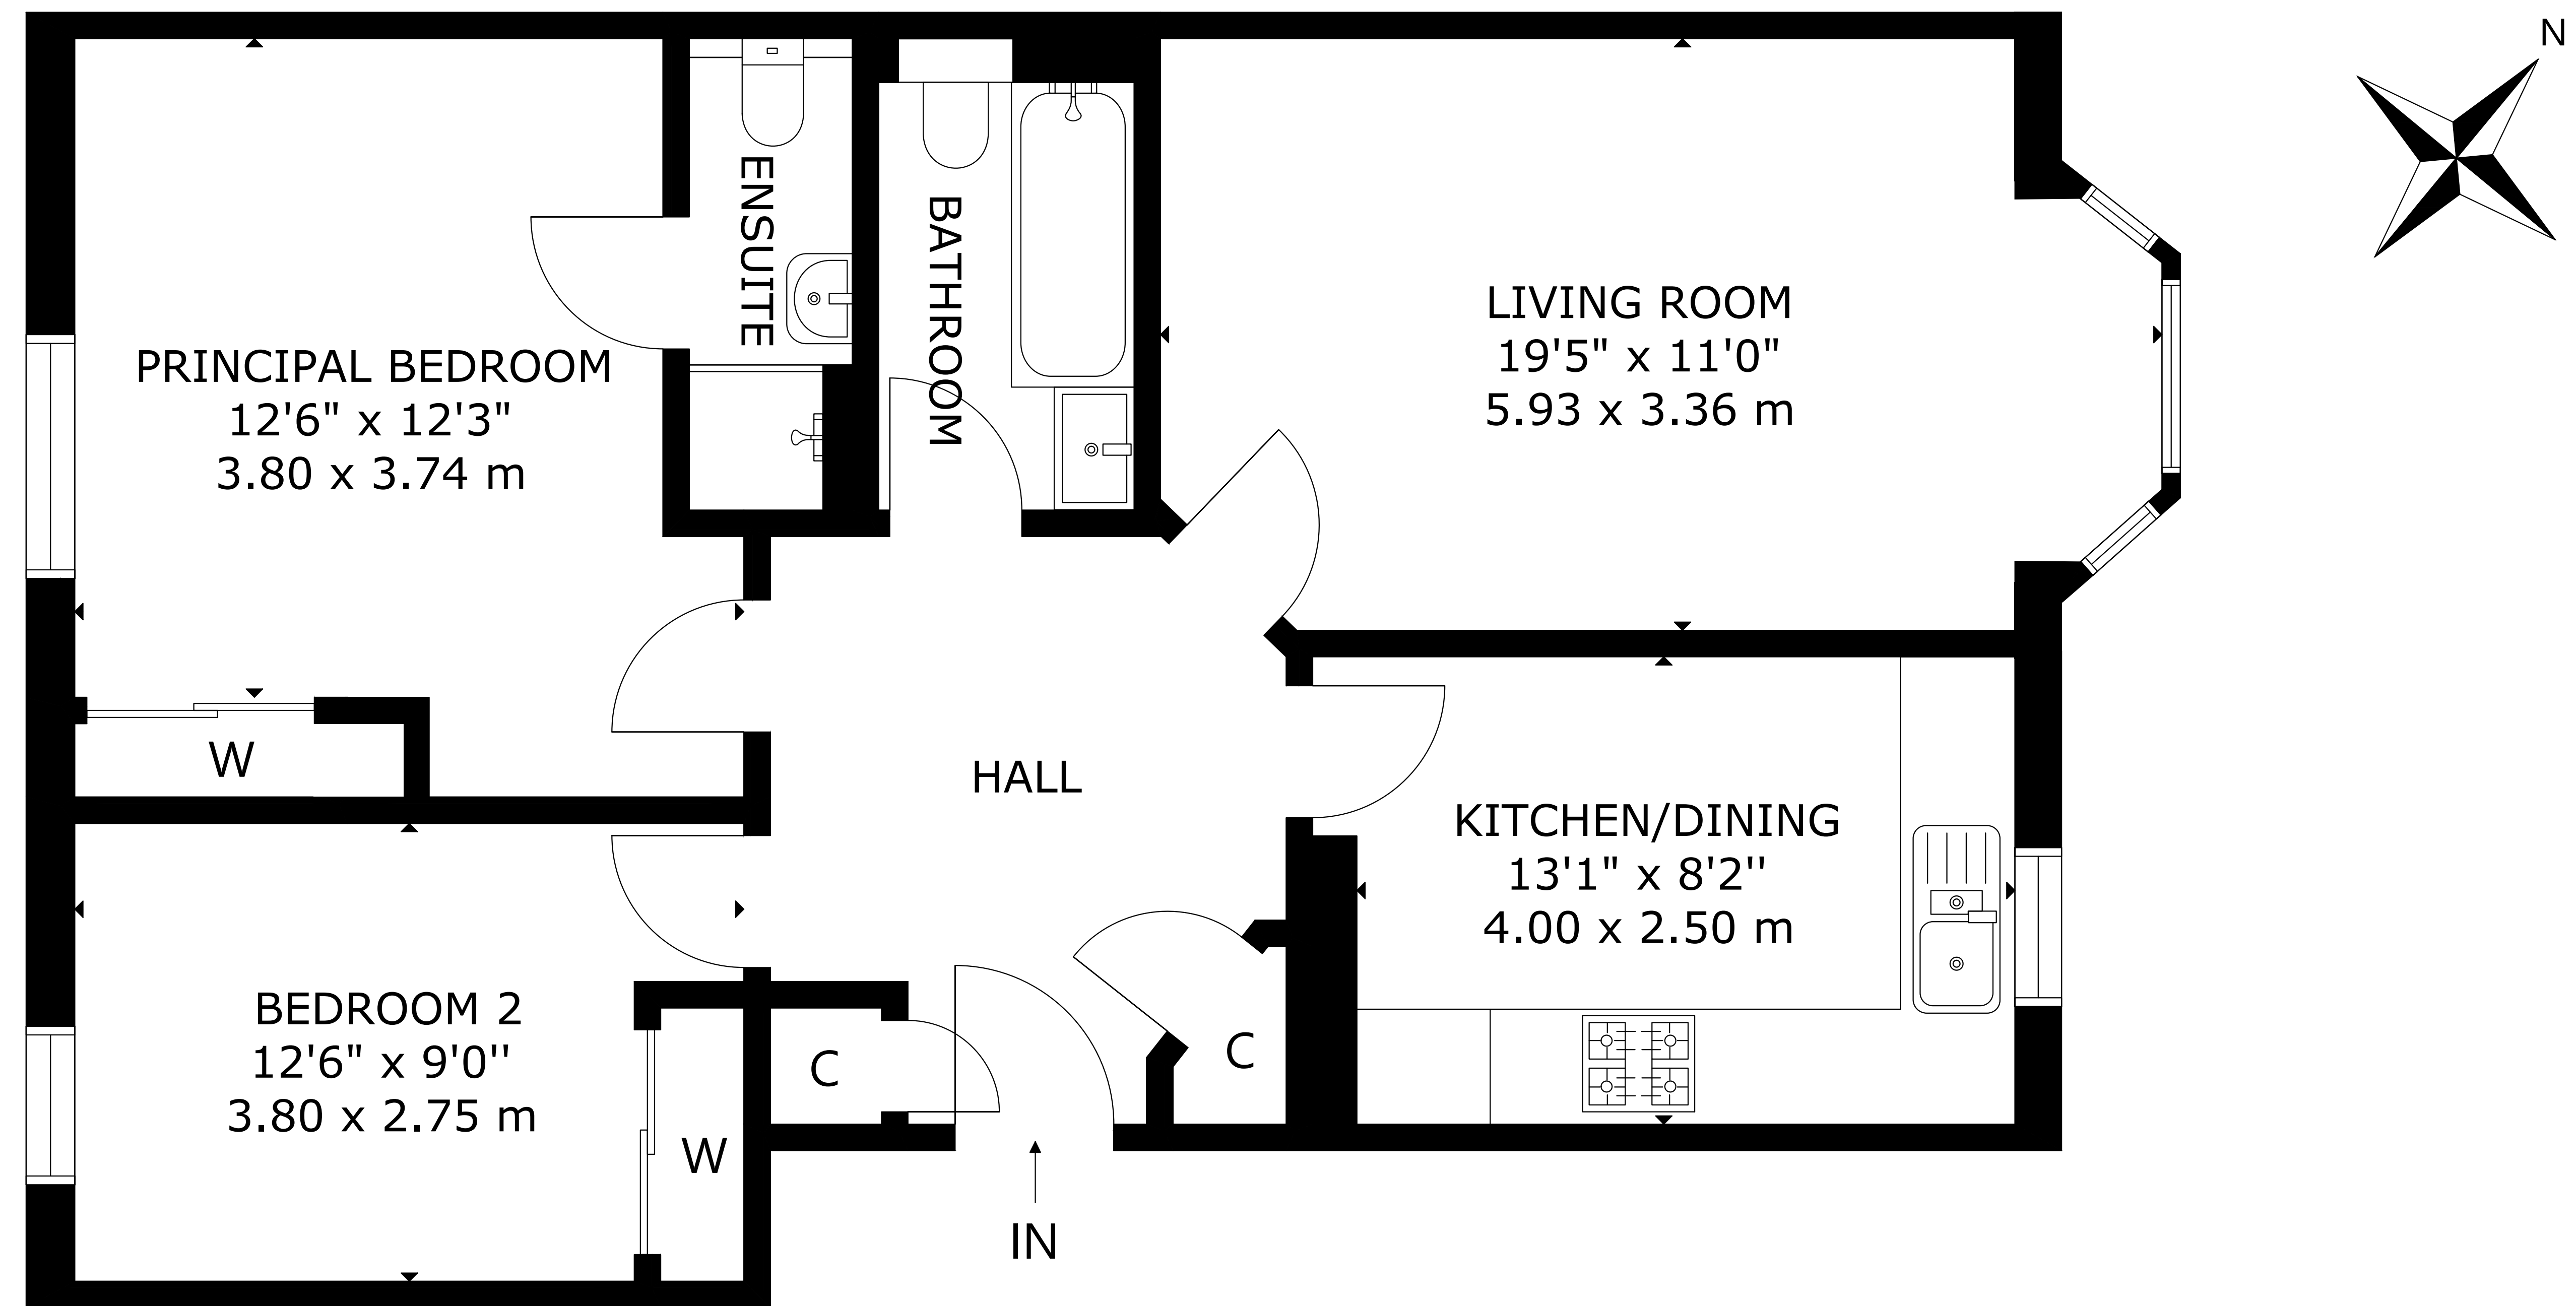 N
ENSUITE
BATHROOM
LIVING ROOM
19'5" x 11'0"
5.93 x 3.36 m
PRINCIPAL BEDROOM
12'6" x 12'3"
3.80 x 3.74 m
W
HALL
KITCHEN/DINING
13'1" x 8'2''
4.00 x 2.50 m
BEDROOM 2
12'6" x 9'0''
3.80 x 2.75 m
W
C
C
IN